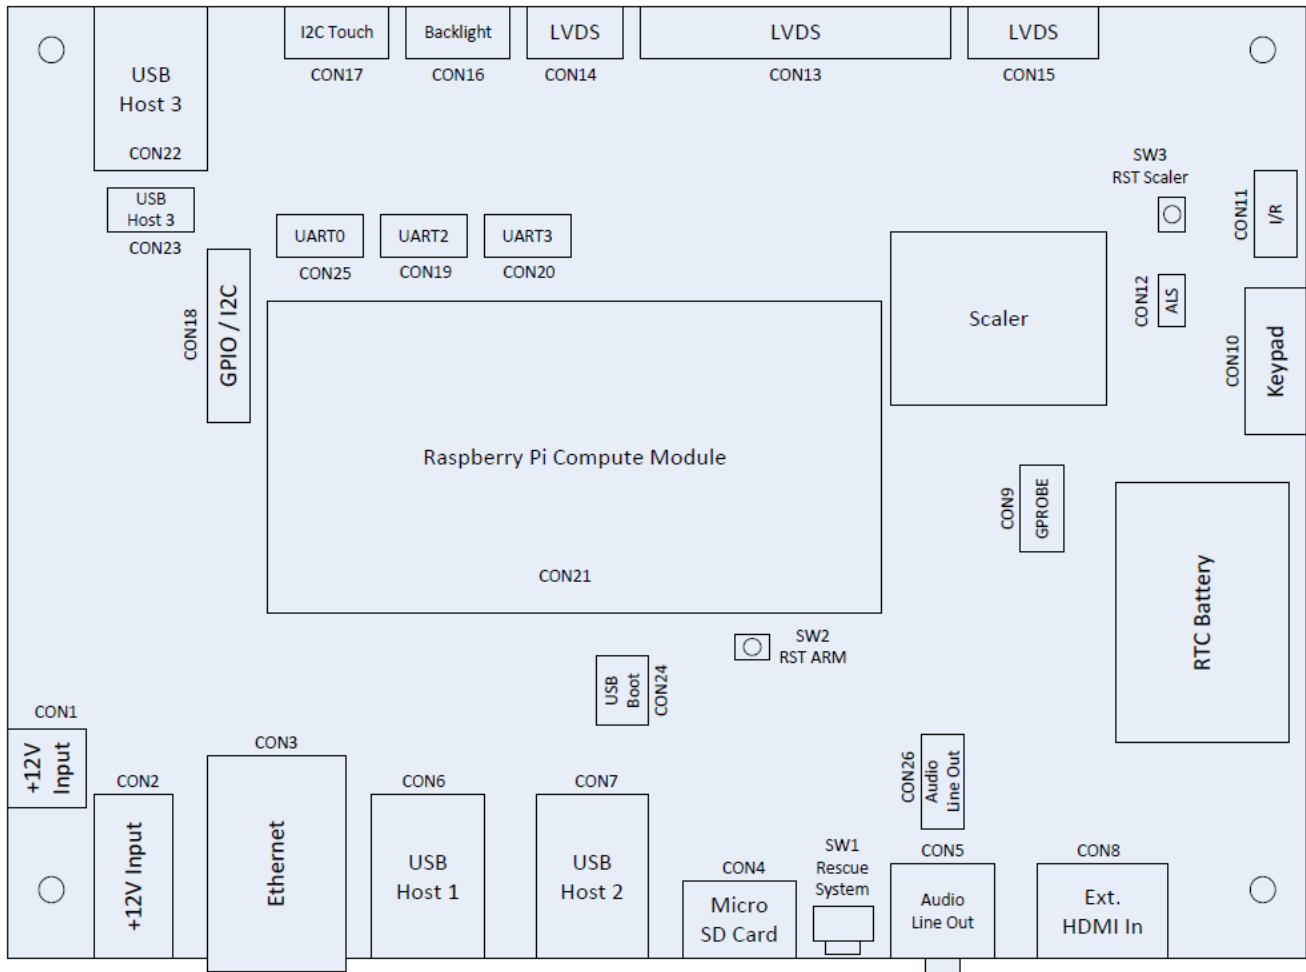 I2C Touch
CON17
Backlight
CON16
LVDS
CON14
LVDS
CON13
LVDS
CON15
USB
Host 3
CON22
USB
Host 3
CON23
SW3
RST Scaler
CON11
I/R
UART0
CON25
UART2
CON19
UART3
CON20
CON18
GPIO / I2C
Scaler
CON12
ALS
CON10
Keypad
Raspberry Pi Compute Module
CON21
CON9
GPROBE
RTC Battery
SW2
RST ARM
USB
Boot
CON24
CON1
+12V
Input
CON2
+12V Input
CON3
Ethernet
CON6
USB
Host 1
CON7
USB
Host 2
CON4
Micro
SD Card
SW1
Rescue
System
CON26
Audio
Line Out
CON5
Audio
Line Out
CON8
Ext.
HDMI In